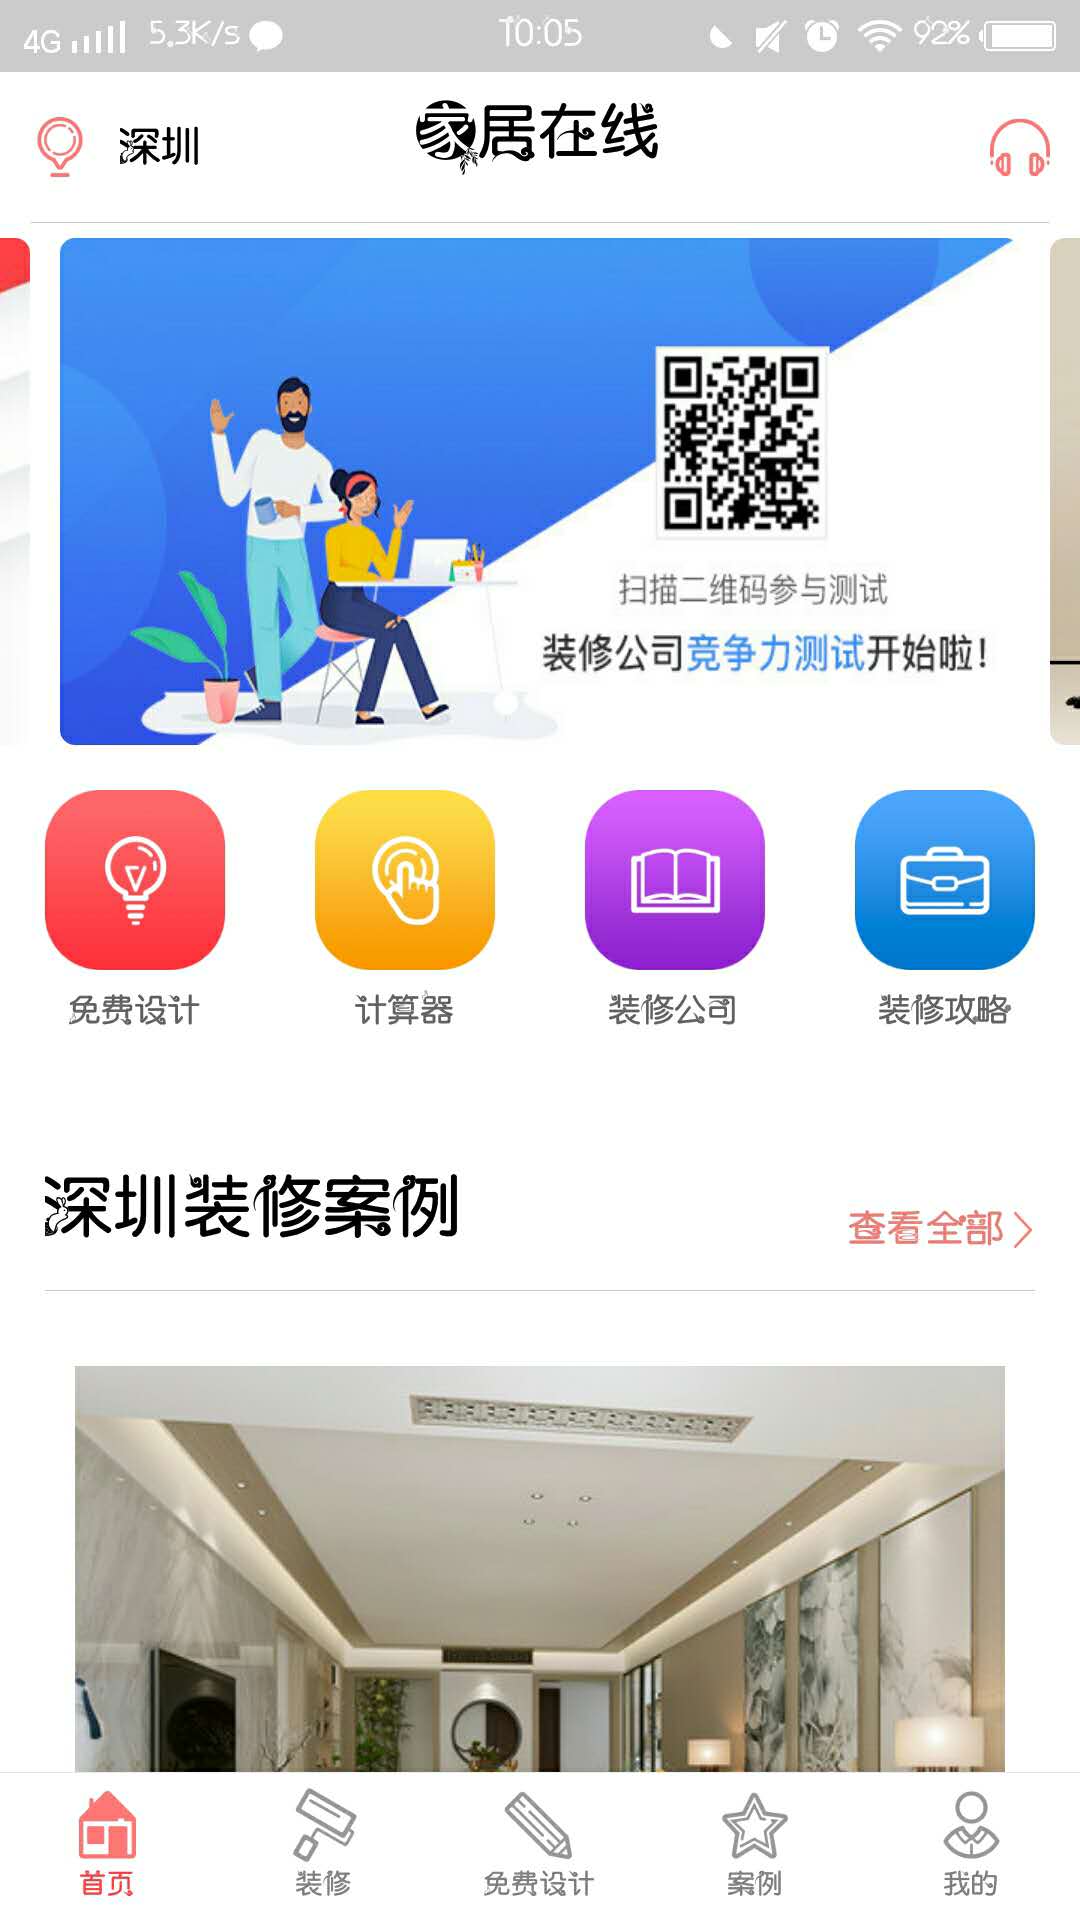 4G 5.3K/s 10:05 92%
深圳 家居在线
扫描二维码参与测试
装修公司竞争力测试开始啦！
免费设计 计算器 装修公司 装修攻略
深圳装修案例 查看全部
首页 装修 免费设计 案例 我的